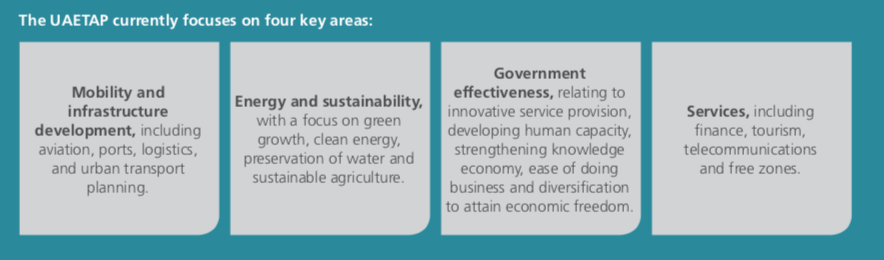 The UAETAP currently focuses on four key areas:
Mobility and
infrastructure
development, including
aviation, ports, logistics,
and urban transport
planning.
Energy and sustainability,
with a focus on green
growth, clean energy,
preservation of water and
sustainable agriculture.
Government
effectiveness, relating to
innovative service provision,
developing human capacity,
strengthening knowledge
economy, ease of doing
business and diversification
to attain economic freedom.
Services, including
finance, tourism,
telecommunications
and free zones.